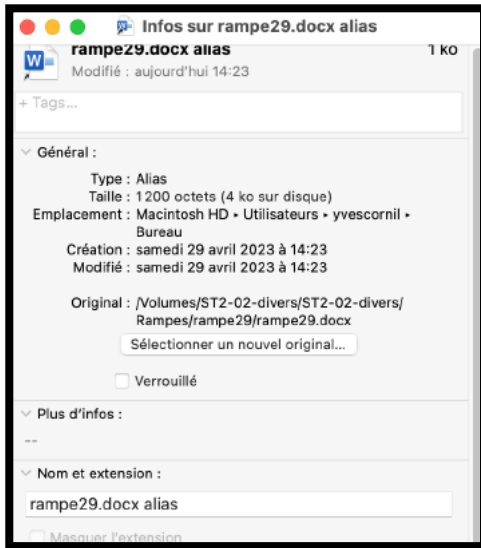 Infos sur rampe29.docx alias
rampe29.docx alias 1 ko
Modifié : aujourd'hui 14:23
+ Tags...
Général :
Type : Alias
Taille : 1 200 octets (4 ko sur disque)
Emplacement : Macintosh HD ▸ Utilisateurs ▸ yvescornil ▸
Bureau
Création : samedi 29 avril 2023 à 14:23
Modifié : samedi 29 avril 2023 à 14:23
Original : /Volumes/ST2-02-divers/ST2-02-divers/
Rampes/rampe29/rampe29.docx
Sélectionner un nouvel original...
Verrouillé
Plus d'infos :
--
Nom et extension :
rampe29.docx alias
Masquer l'extension